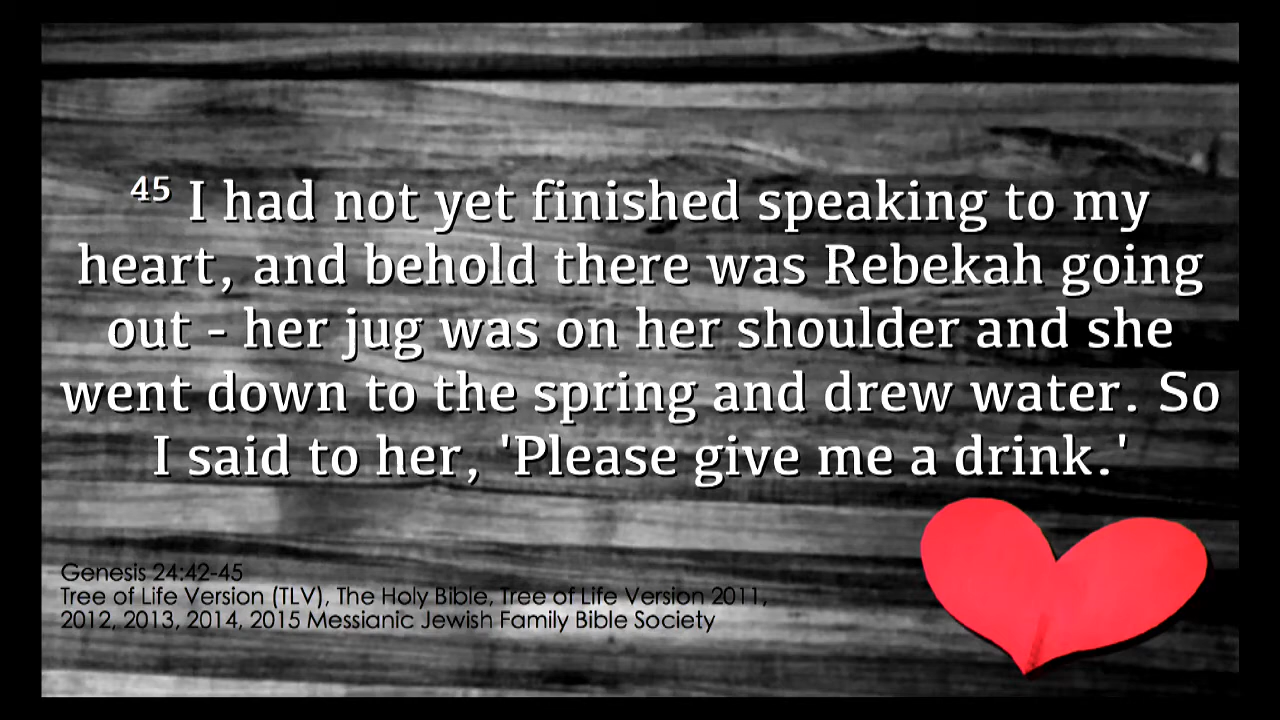 45 I had not yet finished speaking to my
heart, and behold there was Rebekah going
out - her jug was on her shoulder and she
went down to the spring and drew water. So
I said to her, 'Please give me a drink.'
Genesis 24:42-45
Tree of Life Version (TLV), The Holy Bible, Tree of Life Version 2011,
2012, 2013, 2014, 2015 Messianic Jewish Family Bible Society